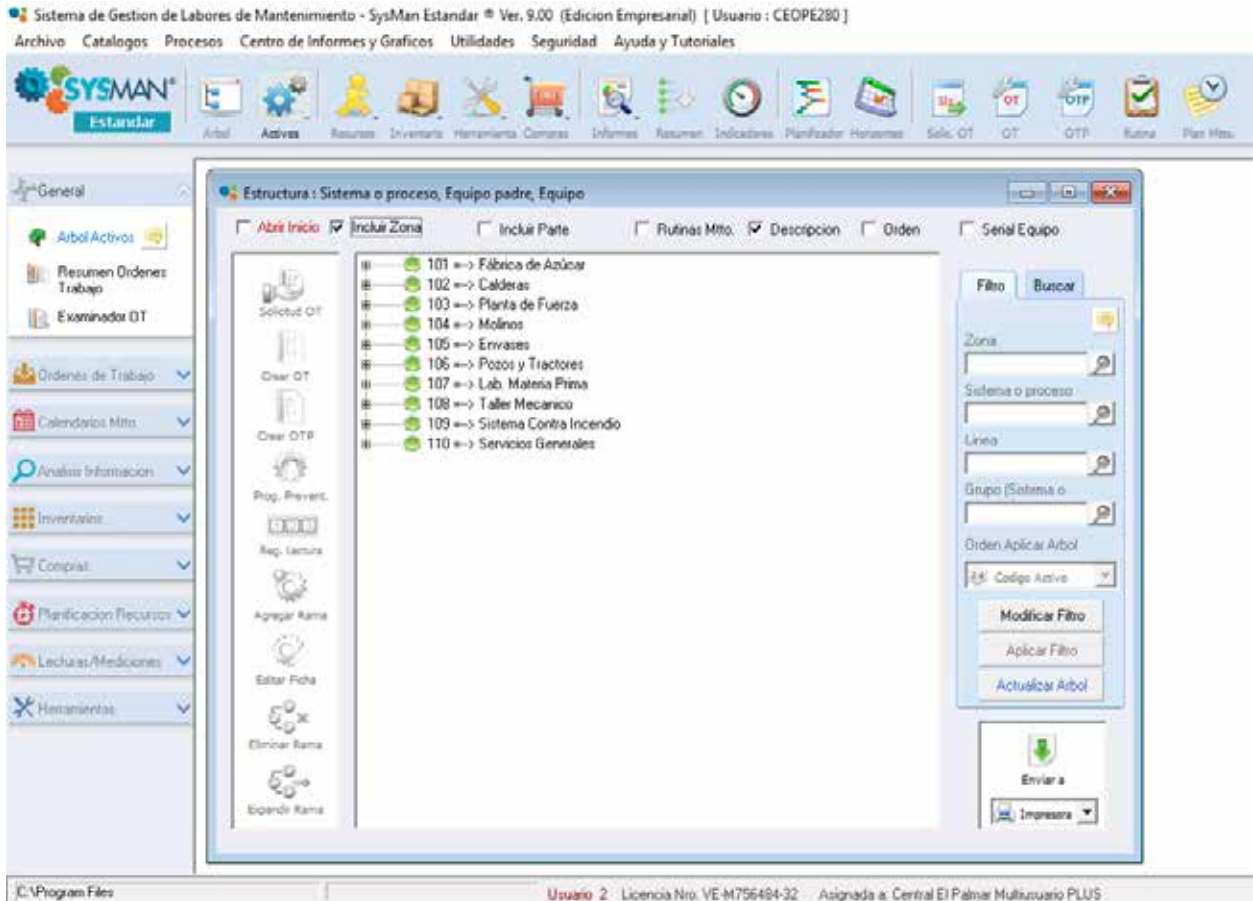 Sistema de Gestion de Labores de Mantenimiento - SysMan Estandar ® Ver. 9.00 (Edicion Empresarial) [ Usuario : CEOPE280 ]
Archivo Catalogos Procesos Centro de Informes y Graficos Utilidades Seguridad Ayuda y Tutoriales
SYSMAN®
Estandar
Arbol Activos Recursos Inventario Herramienta Compras Informes Resumen Indicadores Planificador Horizontes Solic. OT OT OTP Rutina Plan Mtto.
General
Arbol Activos
Resumen Ordenes
Trabajo
Examinador OT
Ordenes de Trabajo
Calendarios Mtto
Analisis Informacion
Inventarios
Compras
Planificacion Recursos
Lecturas/Mediciones
Herramientas
Estructura : Sistema o proceso, Equipo padre, Equipo
Abrir Inicio Incluir Zona Incluir Parte Rutinas Mtto. Descripcion Orden Serial Equipo
Solicitud OT
Crear OT
Crear OTP
Prog. Prevent.
Reg. Lectura
Agregar Rama
Editar Ficha
Eliminar Rama
Expandir Rama
101 =--> Fábrica de Azúcar
102 =--> Calderas
103 =--> Planta de Fuerza
104 =--> Molinos
105 =--> Envases
106 =--> Pozos y Tractores
107 =--> Lab. Materia Prima
108 =--> Taller Mecanico
109 =--> Sistema Contra Incendio
110 =--> Servicios Generales
Filtro Buscar
Zona
Sistema o proceso
Linea
Grupo (Sistema o
Orden Aplicar Arbol
Codigo Activo
Modificar Filtro
Aplicar Filtro
Actualizar Arbol
Enviar a
Impresora
C:\Program Files
Usuario 2 Licencia Nro. VE-M756484-32 Asignada a: Central El Palmar Multiusuario PLUS